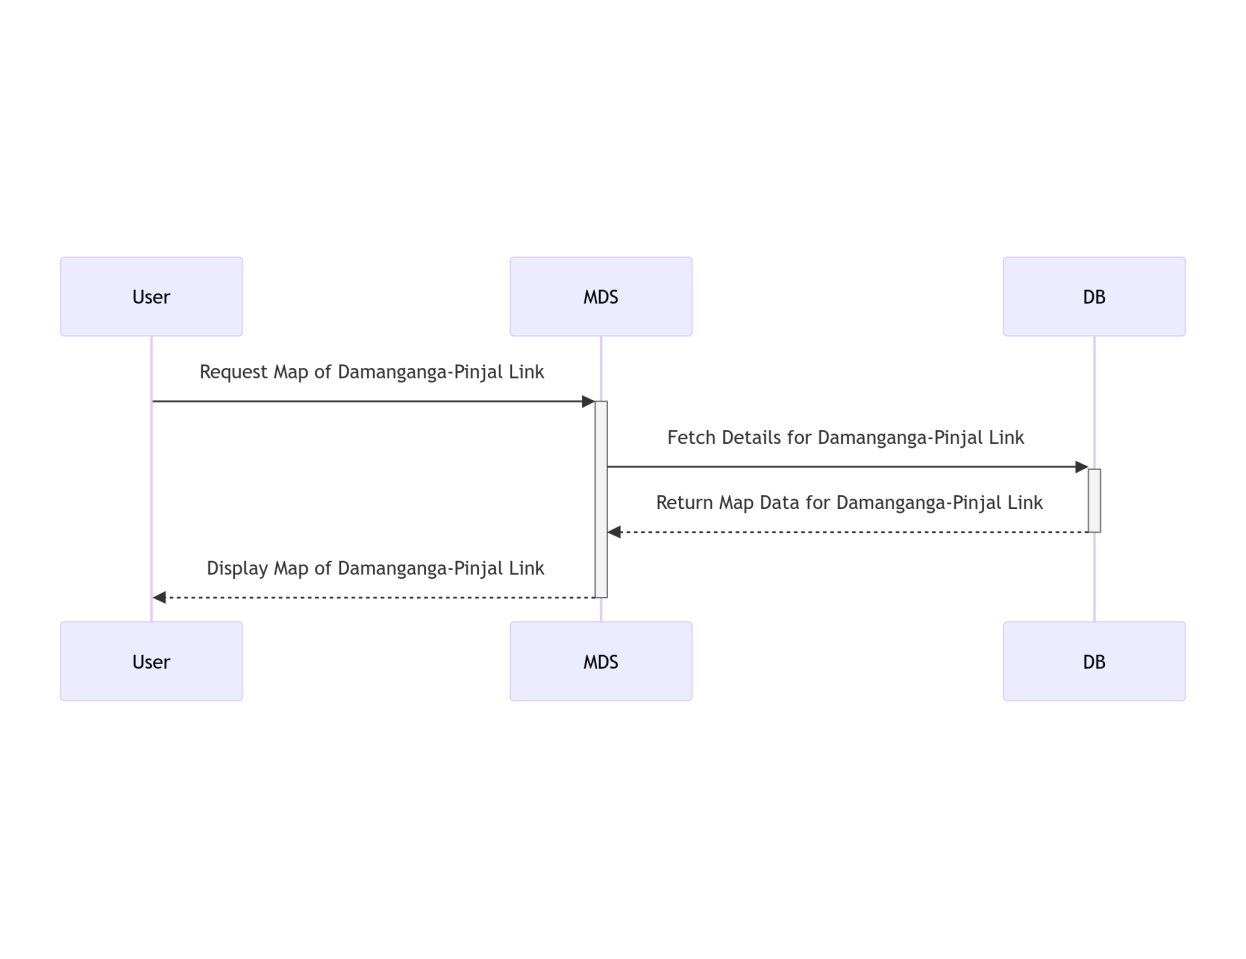 User
MDS
DB
Request Map of Damanganga-Pinjal Link
Fetch Details for Damanganga-Pinjal Link
Return Map Data for Damanganga-Pinjal Link
Display Map of Damanganga-Pinjal Link
User
MDS
DB